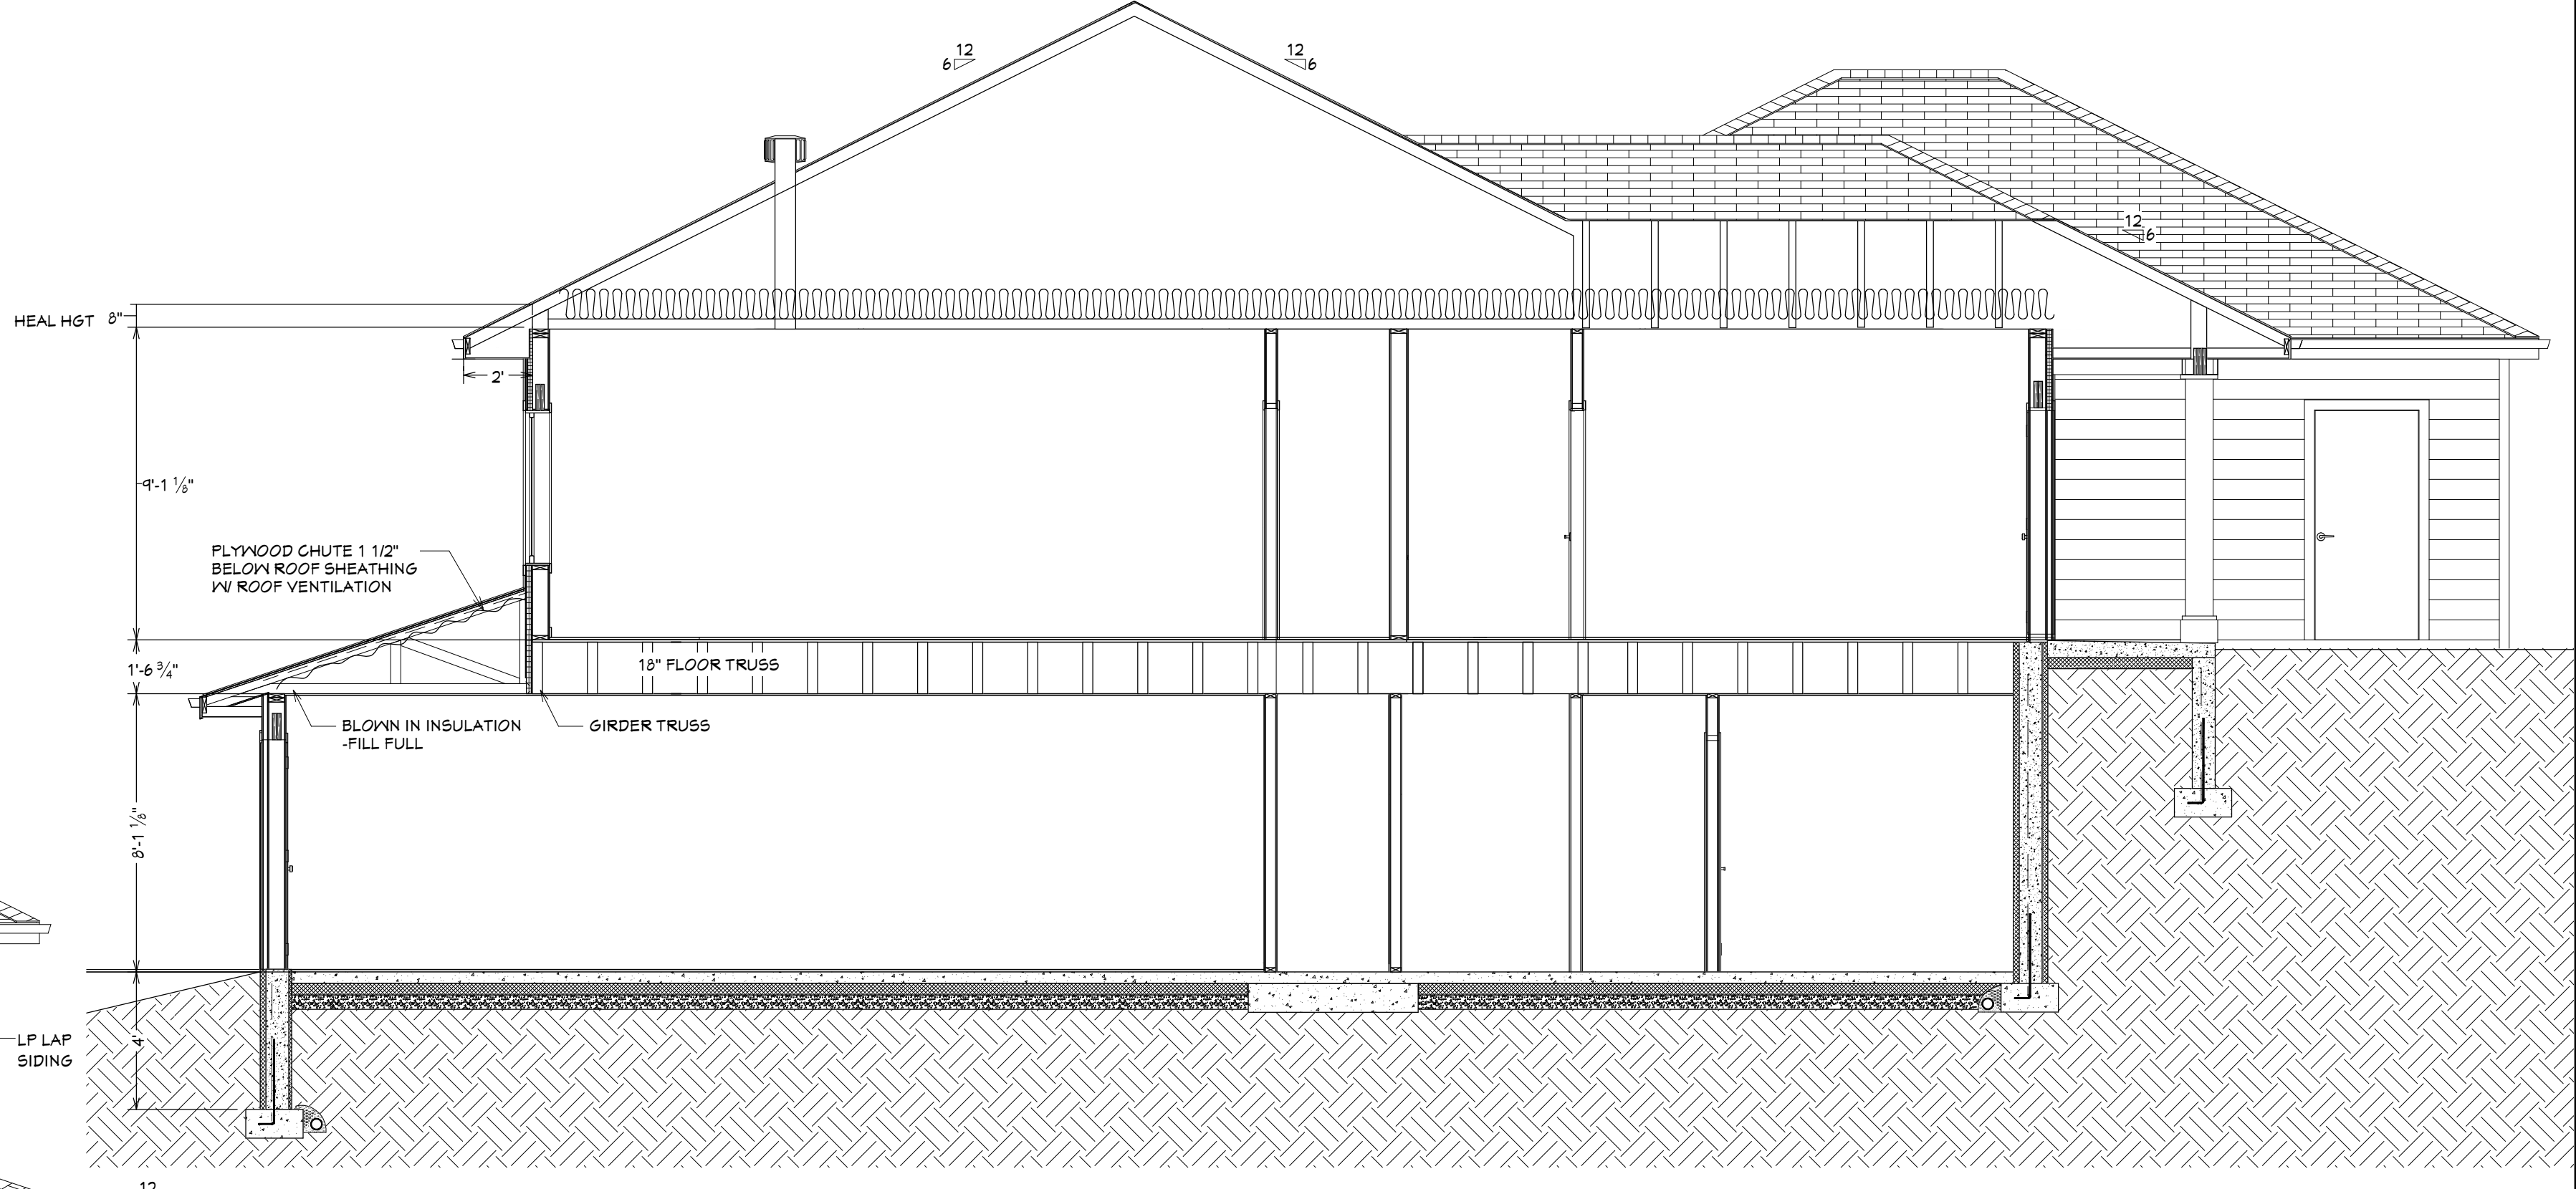 12
6
12
6
12
6
HEAL HGT 8"
2'
9'-1 1/8"
PLYWOOD CHUTE 1 1/2"
BELOW ROOF SHEATHING
W/ ROOF VENTILATION
1'-6 3/4"
18" FLOOR TRUSS
BLOWN IN INSULATION
-FILL FULL
GIRDER TRUSS
8'-1 1/8"
LP LAP
SIDING
4'
12